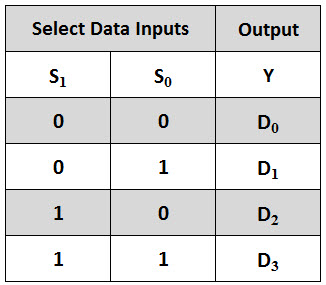 Select Data Inputs Output
S₁ S₀ Y
0 0 D₀
0 1 D₁
1 0 D₂
1 1 D₃